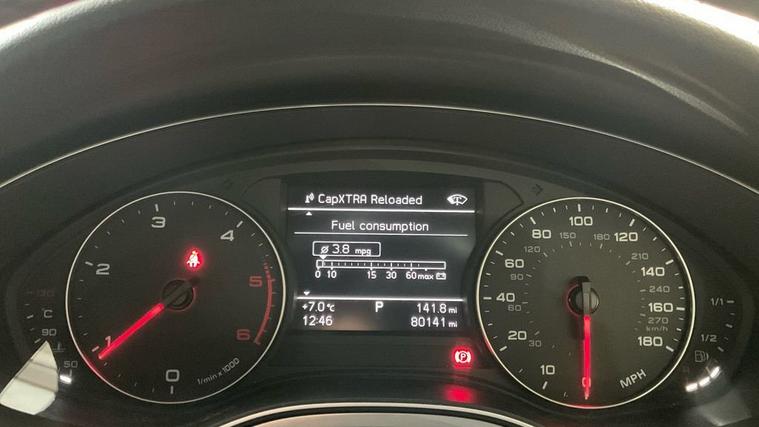 CapXTRA Reloaded
Fuel consumption
ø 3.8 mpg
0 10 15 30 60 max
+7.0 °C P 141.8 mi
12:46 80141 mi
0 1 2 3 4 5 6
1/min x 1000
130
°C
90
50
0 10 20 40 60 80 100 120 140 160 180
MPH
30 60 90 120 150 180 210 240 270
km/h
1/1
1/2
P